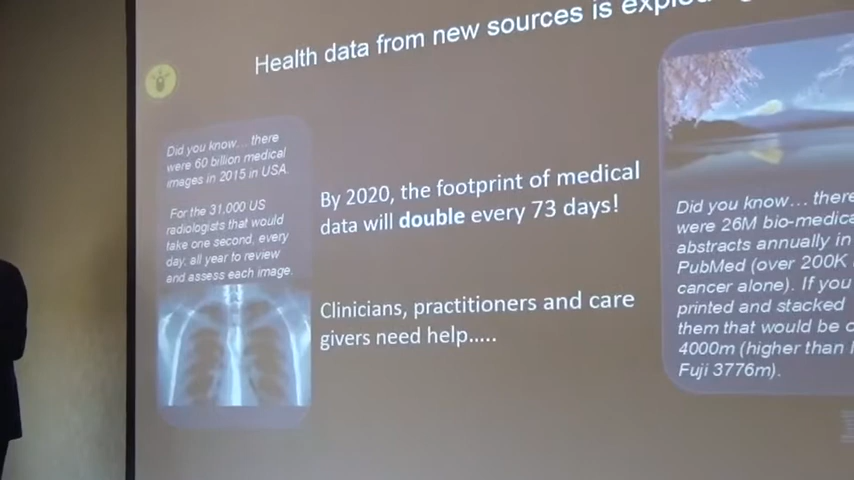 Health data from new sources is
Did you know... there
were 60 billion medical
images in 2015 in USA.
For the 31,000 US
radiologists that would
take one second, every
day, all year to review
and assess each image.
By 2020, the footprint of medical
data will double every 73 days!
Clinicians, practitioners and care
givers need help.....
Did you know... there
were 26M bio-medical
abstracts annually in
PubMed (over 200K
cancer alone). If you
printed and stacked
them that would be
4000m (higher than
Fuji 3776m).